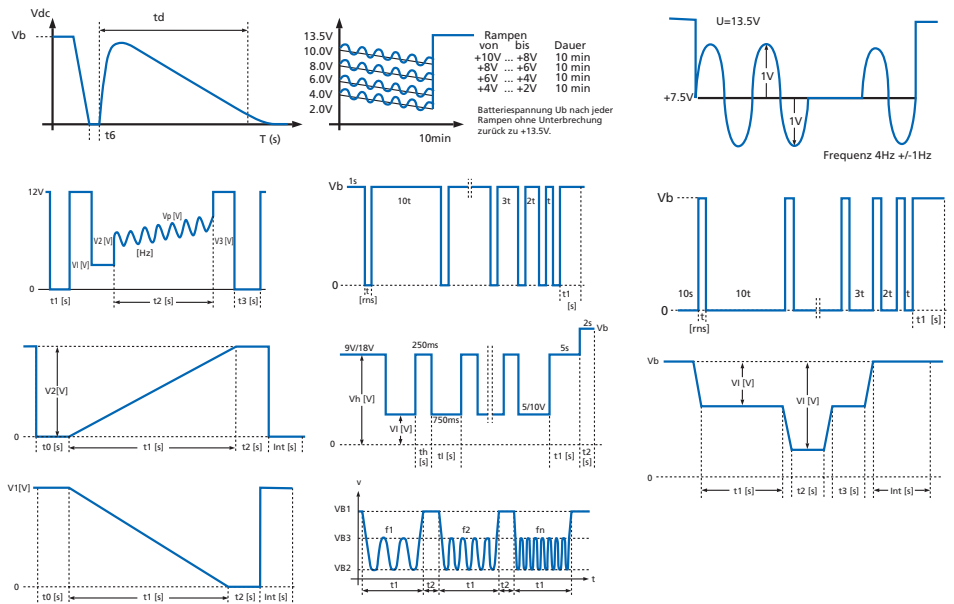 Vdc
Vb
td
t6
T (s)
13.5V
10.0V
8.0V
6.0V
4.0V
2.0V
10min
Rampen
von bis Dauer
+10V ... +8V 10 min
+8V ... +6V 10 min
+6V ... +4V 10 min
+4V ... +2V 10 min
Batteriespannung Ub nach jeder
Rampen ohne Unterbrechung
zurück zu +13.5V.
U=13.5V
1V
+7.5V
1V
Frequenz 4Hz +/-1Hz
12V
Vp [V]
V2 [V]
V3 [V]
[Hz]
VI [V]
0
t1 [s]
t2 [s]
t3 [s]
Vb
1s
10t
3t
2t
t
0
t
[rns]
t1
[s]
Vb
10s
10t
3t
2t
t
0
t
[rns]
t1 [s]
V2[V]
0
t0 [s]
t1 [s]
t2 [s]
Int [s]
2s
Vb
9V/18V
250ms
5s
Vh [V]
VI [V]
750ms
5/10V
0
th
[s]
tl [s]
t1 [s]
t2
[s]
Vb
VI [V]
VI [V]
0
t1 [s]
t2 [s]
t3 [s]
Int [s]
V1[V]
0
t0 [s]
t1 [s]
t2 [s]
Int [s]
v
VB1
VB3
VB2
f1
f2
fn
t
t1
t2
t1
t2
t1